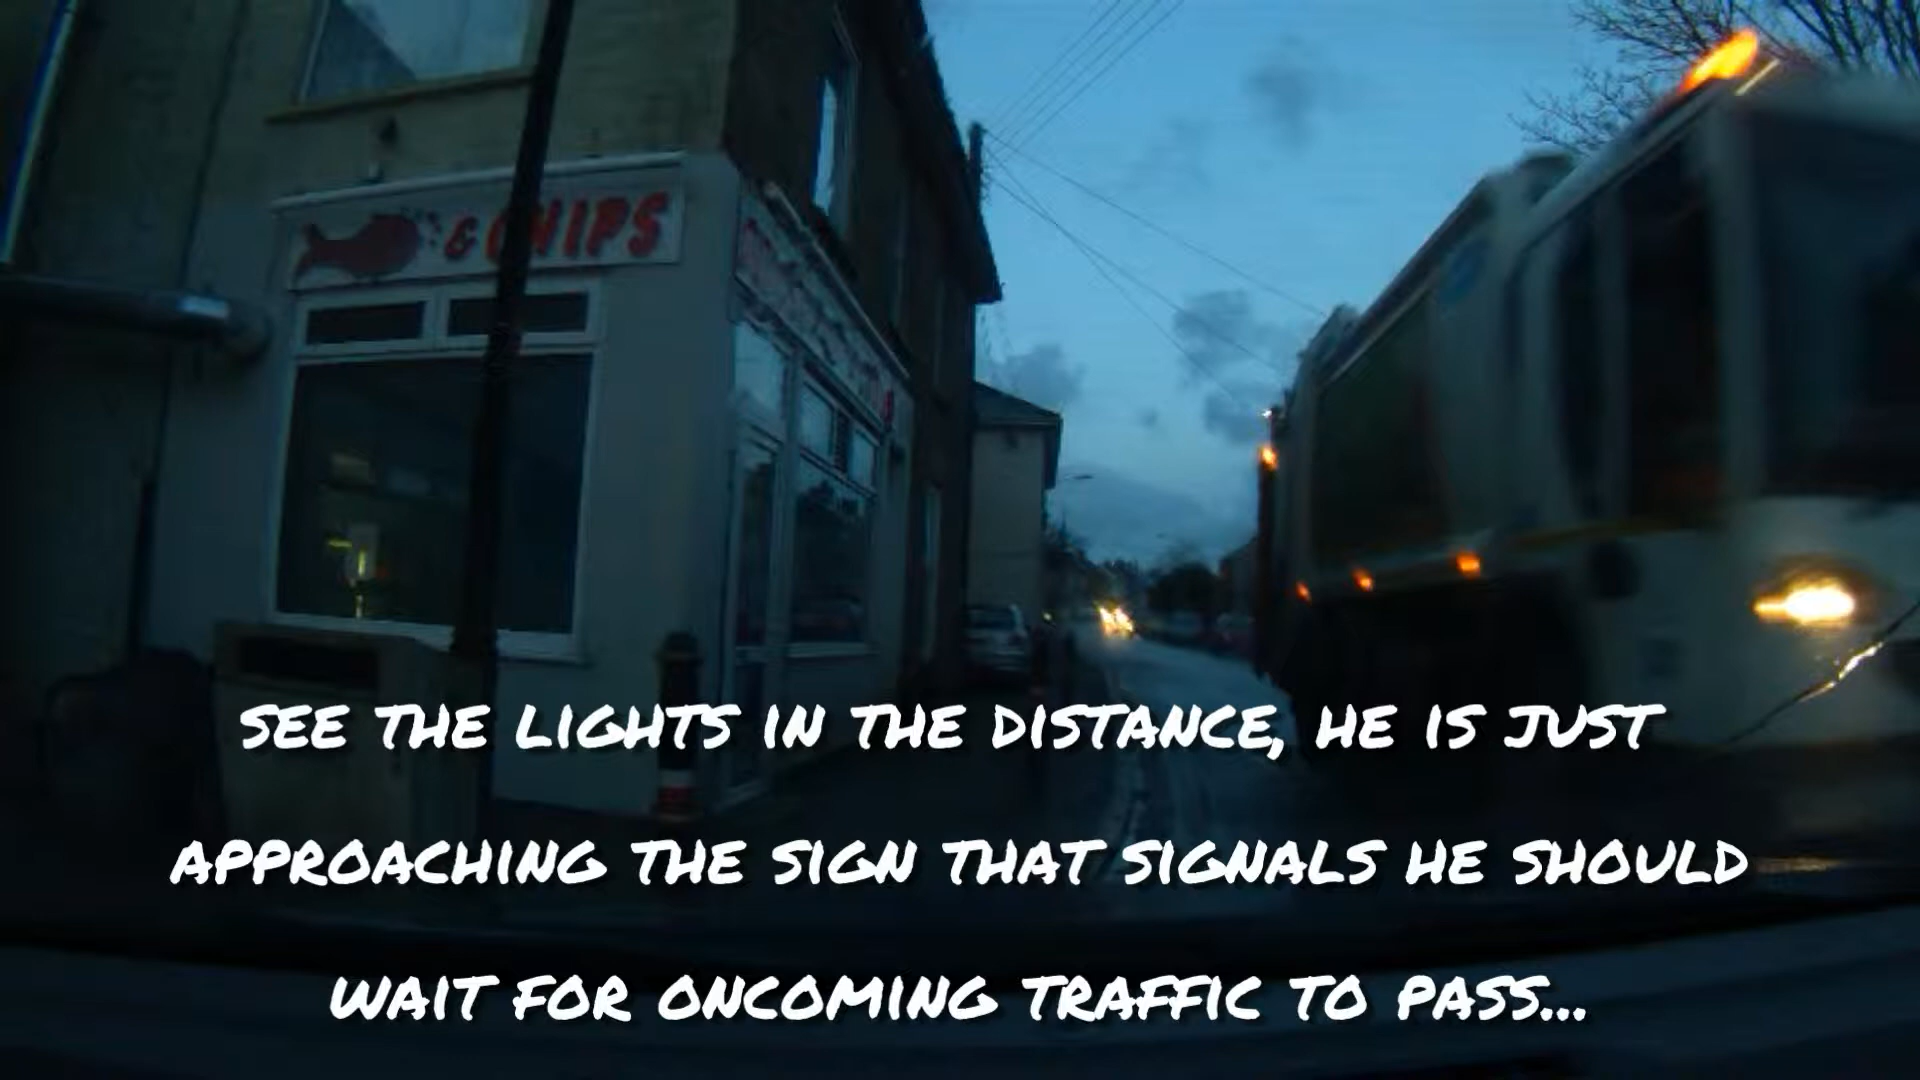 & CHIPS
SEE THE LIGHTS IN THE DISTANCE, HE IS JUST
APPROACHING THE SIGN THAT SIGNALS HE SHOULD
WAIT FOR ONCOMING TRAFFIC TO PASS...